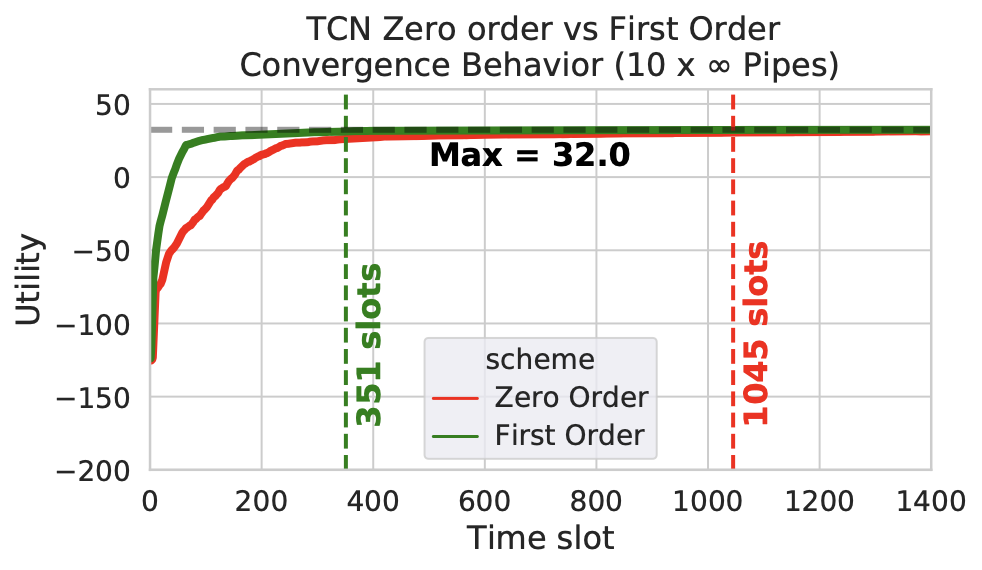 TCN Zero order vs First Order
Convergence Behavior (10 x ∞ Pipes)
Utility
50
0
−50
−100
−150
−200
Max = 32.0
351 slots
1045 slots
scheme
Zero Order
First Order
0 200 400 600 800 1000 1200 1400
Time slot